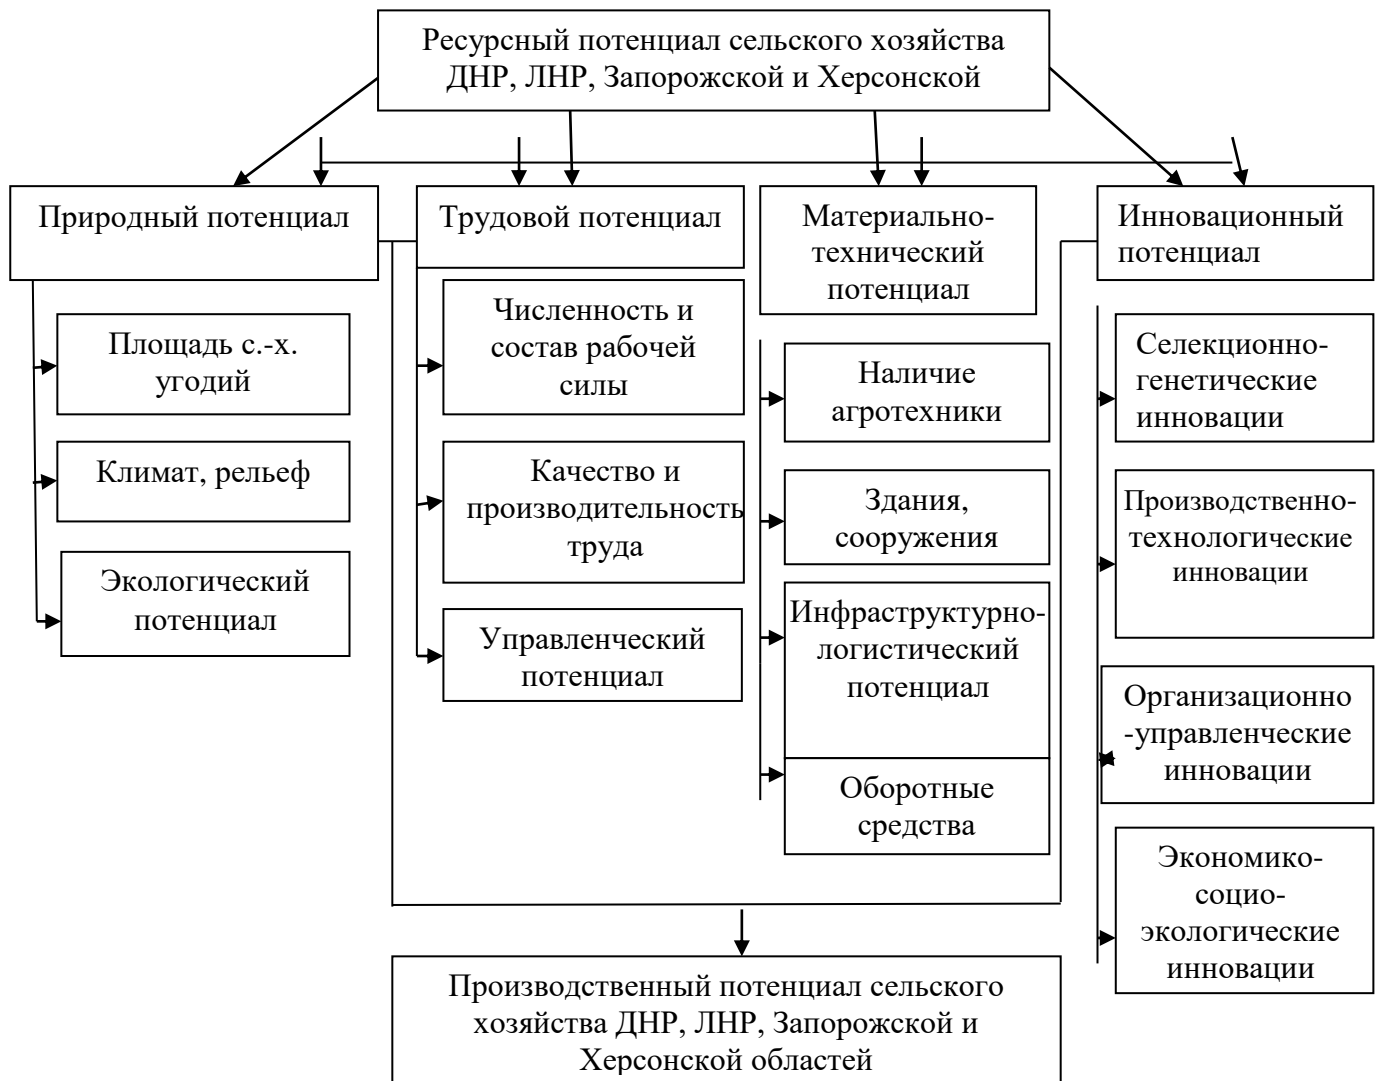 Ресурсный потенциал сельского хозяйства
ДНР, ЛНР, Запорожской и Херсонской
Природный потенциал
Площадь с.-х.
угодий
Климат, рельеф
Экологический
потенциал
Трудовой потенциал
Численность и
состав рабочей
силы
Качество и
производительность
труда
Управленческий
потенциал
Материально-
технический
потенциал
Наличие
агротехники
Здания,
сооружения
Инфраструктурно-
логистический
потенциал
Оборотные
средства
Инновационный
потенциал
Селекционно-
генетические
инновации
Производственно-
технологические
инновации
Организационно
-управленческие
инновации
Экономико-
социо-
экологические
инновации
Производственный потенциал сельского
хозяйства ДНР, ЛНР, Запорожской и
Херсонской областей